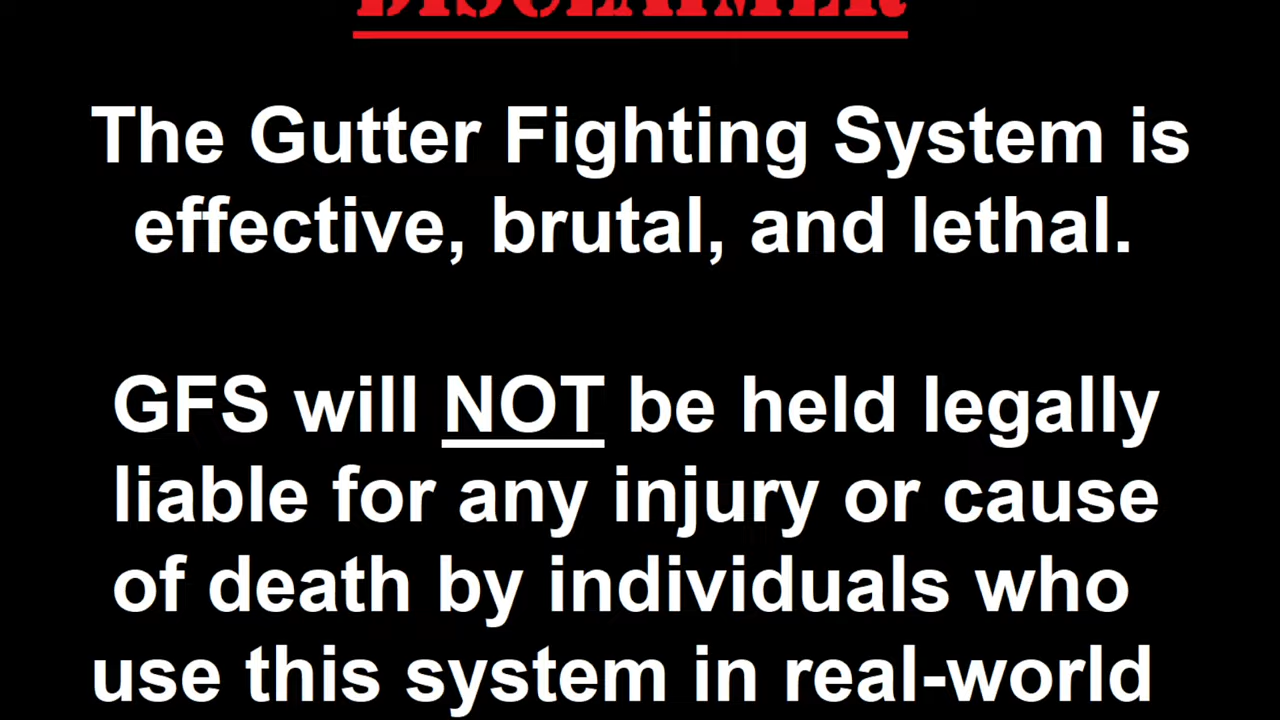 DISCLAIMER
The Gutter Fighting System is
effective, brutal, and lethal.
GFS will NOT be held legally
liable for any injury or cause
of death by individuals who
use this system in real-world